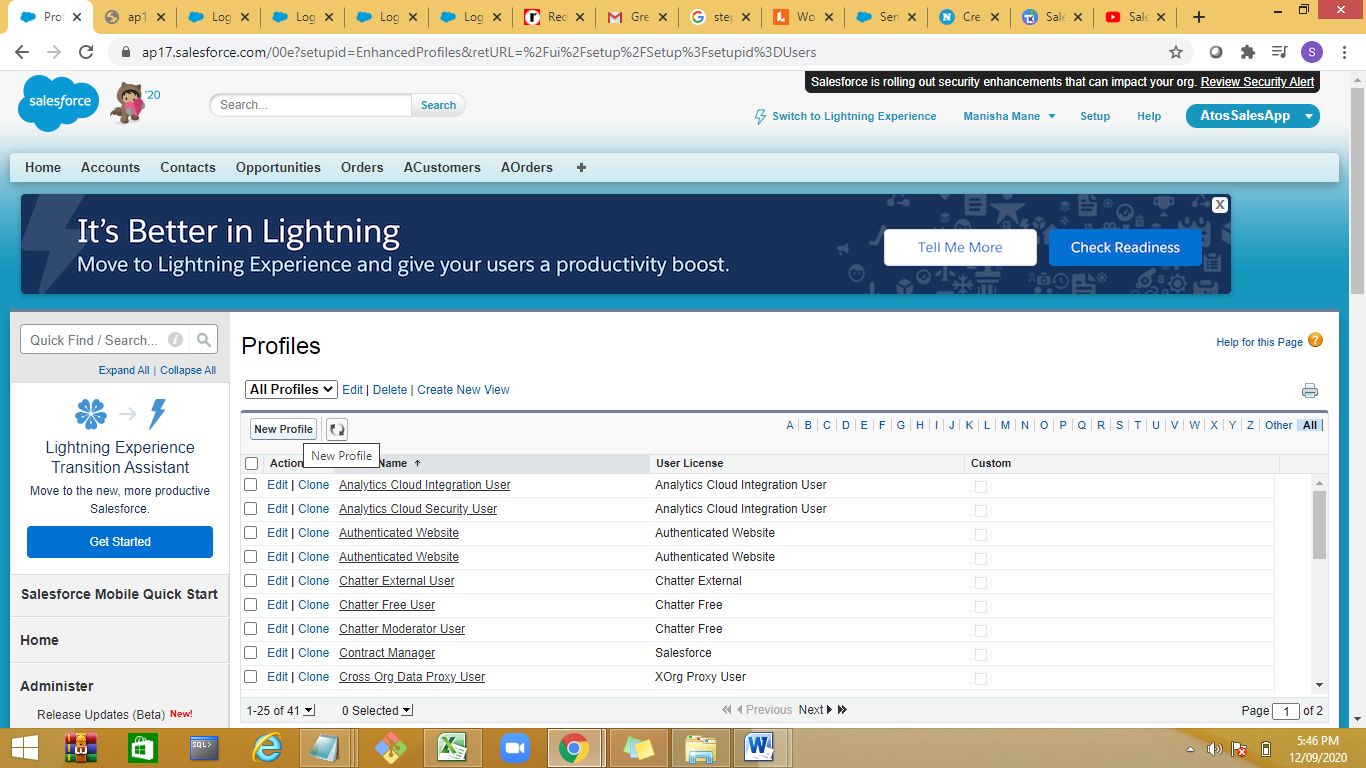 Prof
ap1
Log
Log
Log
Log
Red
Gre
step
Wo
Sen
Cre
Sale
Sale
ap17.salesforce.com/00e?setupid=EnhancedProfiles&retURL=%2Fui%2Fsetup%2FSetup%3Fsetupid%3DUsers
S
Salesforce is rolling out security enhancements that can impact your org. Review Security Alert
salesforce
'20
Search...
Search
Switch to Lightning Experience
Manisha Mane
Setup
Help
AtosSalesApp
Home
Accounts
Contacts
Opportunities
Orders
ACustomers
AOrders
+
It's Better in Lightning
Move to Lightning Experience and give your users a productivity boost.
Tell Me More
Check Readiness
X
Quick Find / Search...
Expand All | Collapse All
Lightning Experience
Transition Assistant
Move to the new, more productive
Salesforce.
Get Started
Salesforce Mobile Quick Start
Home
Administer
Release Updates (Beta) New!
Profiles
Help for this Page ?
All Profiles
Edit | Delete | Create New View
New Profile
A | B | C | D | E | F | G | H | I | J | K | L | M | N | O | P | Q | R | S | T | U | V | W | X | Y | Z | Other | All
New Profile
Action Name User License Custom
Edit | Clone Analytics Cloud Integration User Analytics Cloud Integration User
Edit | Clone Analytics Cloud Security User Analytics Cloud Integration User
Edit | Clone Authenticated Website Authenticated Website
Edit | Clone Authenticated Website Authenticated Website
Edit | Clone Chatter External User Chatter External
Edit | Clone Chatter Free User Chatter Free
Edit | Clone Chatter Moderator User Chatter Free
Edit | Clone Contract Manager Salesforce
Edit | Clone Cross Org Data Proxy User XOrg Proxy User
1-25 of 41
0 Selected
Previous Next
Page 1 of 2
SQL>
5:46 PM
12/09/2020